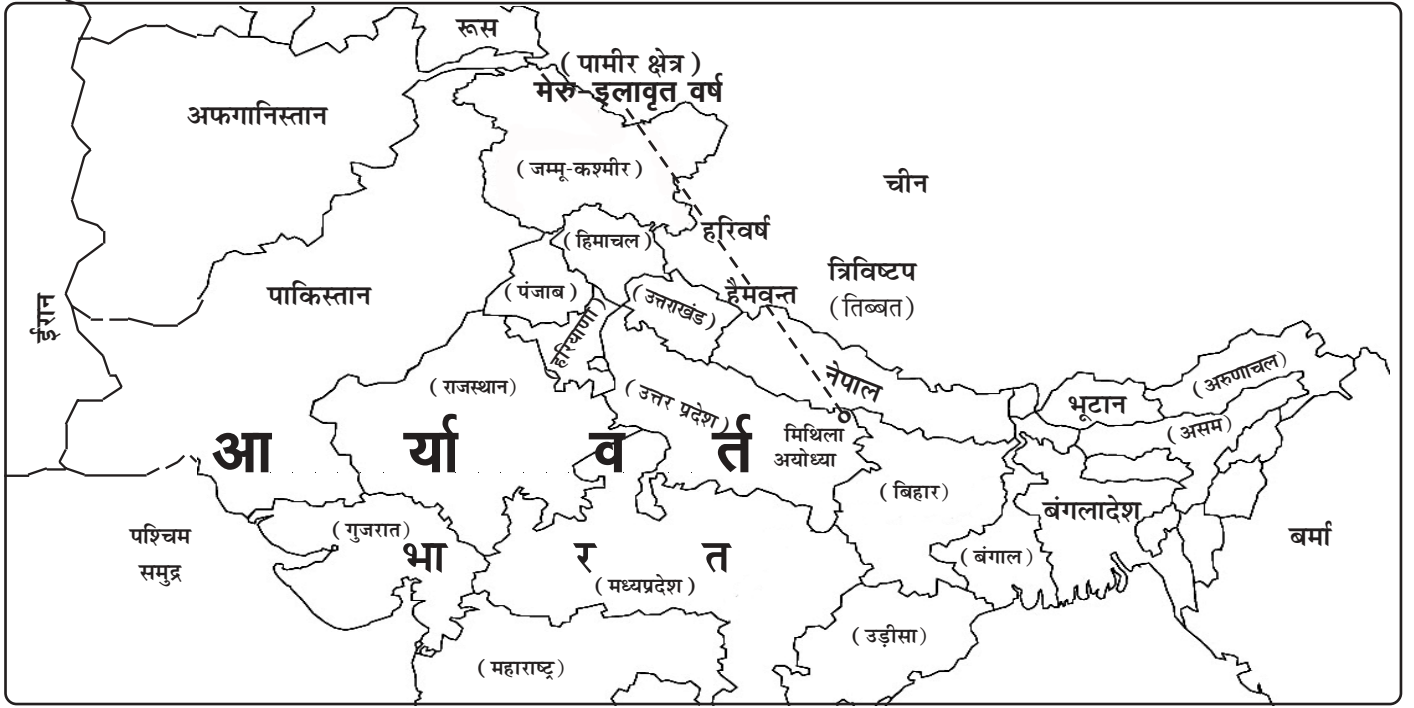 रूस
( पामीर क्षेत्र )
मेरु-इलावृत वर्ष
अफगानिस्तान
( जम्मू-कश्मीर )
चीन
हरिवर्ष
( हिमाचल )
त्रिविष्टप
( तिब्बत )
ईरान
पाकिस्तान
( पंजाब )
( उत्तराखंड )
हैमवन्त
( हरियाणा )
( राजस्थान )
( उत्तर प्रदेश )
नेपाल
भूटान
( अरुणाचल )
( असम )
आ र्या व र्त
मिथिला
अयोध्या
( बिहार )
बंगलादेश
पश्चिम
समुद्र
( गुजरात )
भा र त
( मध्यप्रदेश )
( बंगाल )
बर्मा
( उड़ीसा )
( महाराष्ट्र )